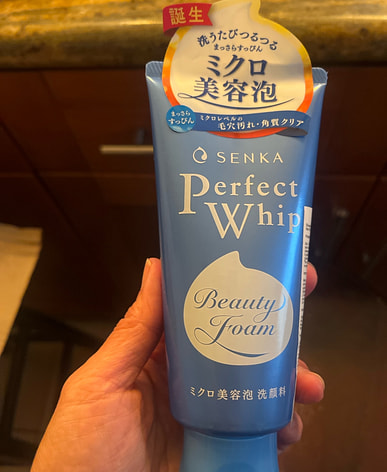 誕生
洗うたびつるつる
まっさらすっぴん
ミクロ
美容泡
まっさら
すっぴん
ミクロレベルの
毛穴汚れ・角質クリア
SENKA
Perfect
Whip
Beauty
Foam
ミクロ美容泡 洗顔料